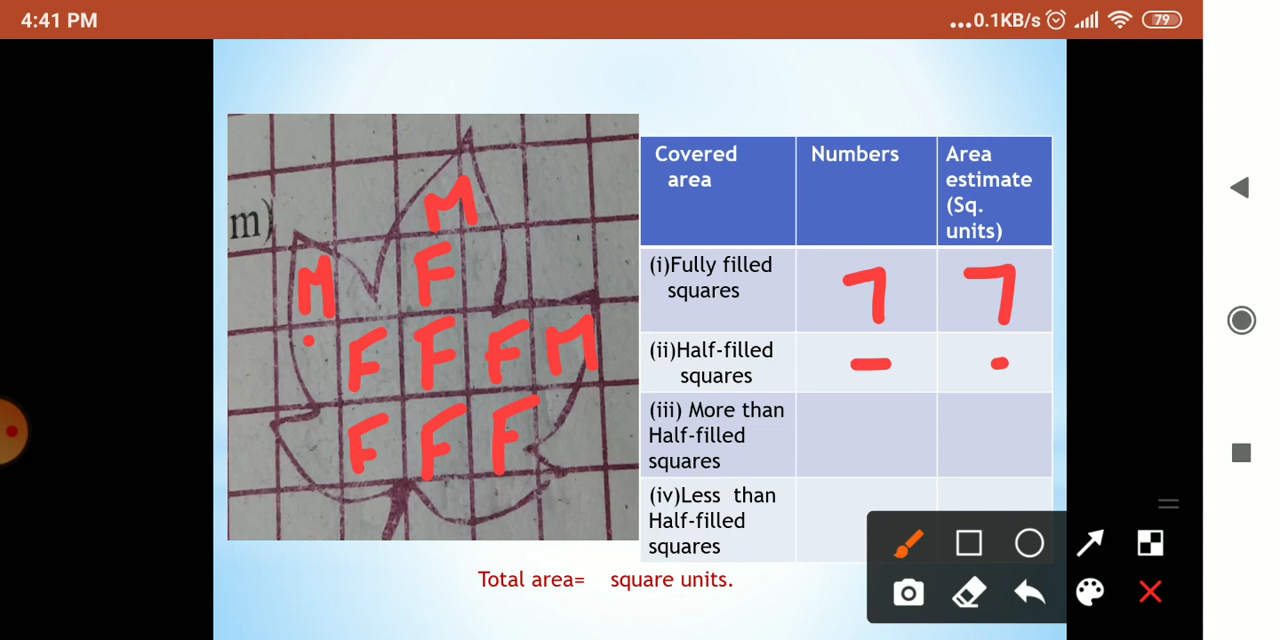 4:41 PM
...0.1KB/s
79
m)
M
M F
F F F M
F F F
Covered area Numbers Area estimate (Sq. units)
(i)Fully filled squares 7 7
(ii)Half-filled squares - .
(iii) More than Half-filled squares
(iv)Less than Half-filled squares
Total area= square units.